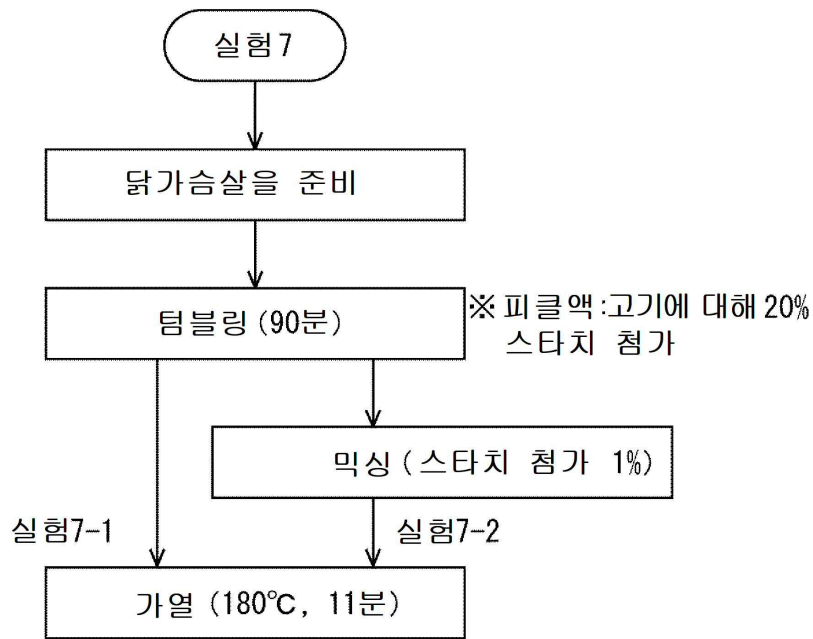 실험7
닭가슴살을 준비
텀블링(90분)
※피클액:고기에 대해 20%
스타치 첨가
믹싱(스타치 첨가 1%)
실험7-1
실험7-2
가열(180℃, 11분)